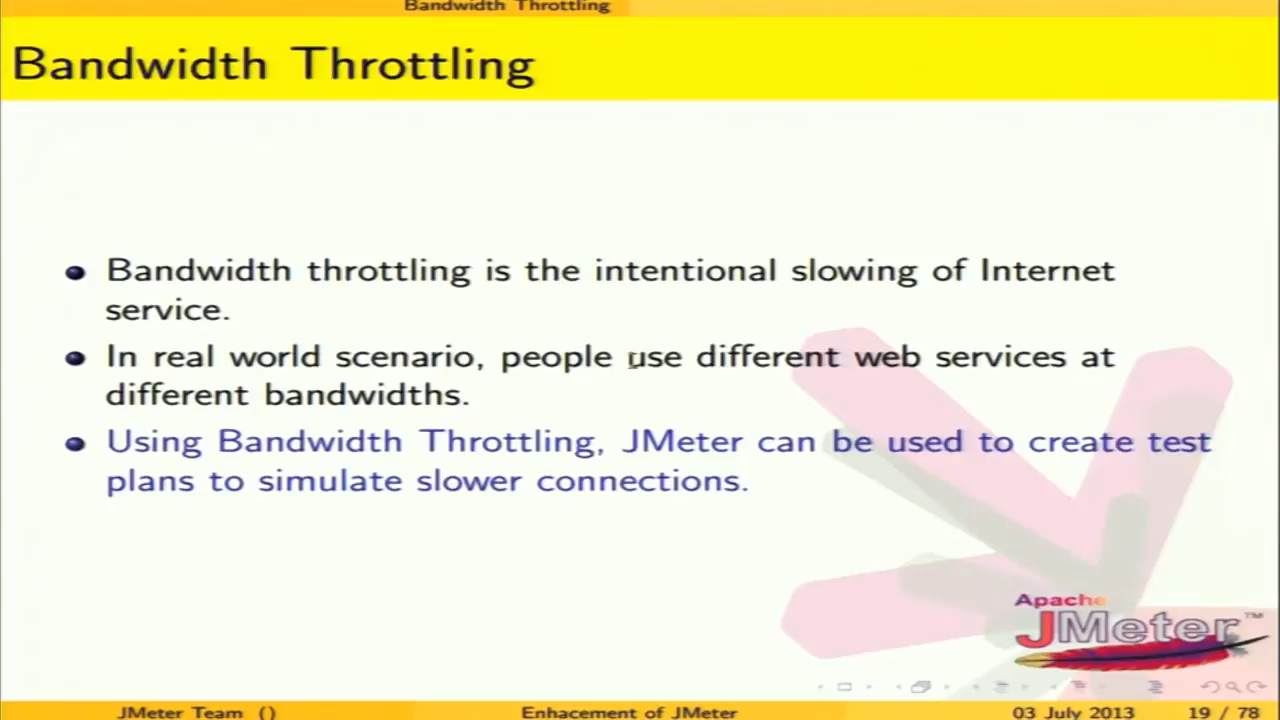 Bandwidth Throttling
Bandwidth Throttling
Bandwidth throttling is the intentional slowing of Internet
service.
In real world scenario, people use different web services at
different bandwidths.
Using Bandwidth Throttling, JMeter can be used to create test
plans to simulate slower connections.
Apache
JMeter™
JMeter Team () Enhacement of JMeter 03 July 2013 19 / 78